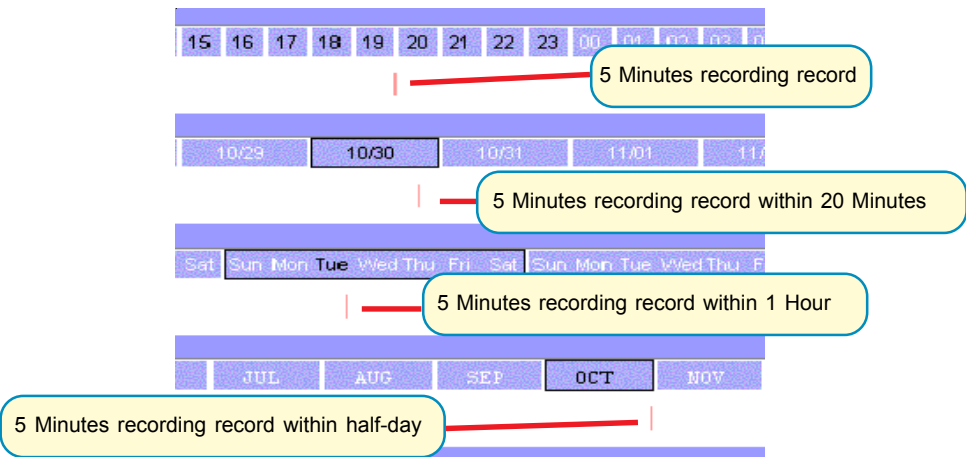 15 16 17 18 19 20 21 22 23 00 01 02 03
5 Minutes recording record
10/29 10/30 10/31 11/01
5 Minutes recording record within 20 Minutes
Sat Sun Mon Tue Wed Thu Fri Sat Sun Mon Tue Wed Thu F
5 Minutes recording record within 1 Hour
JUL AUG SEP OCT NOV
5 Minutes recording record within half-day